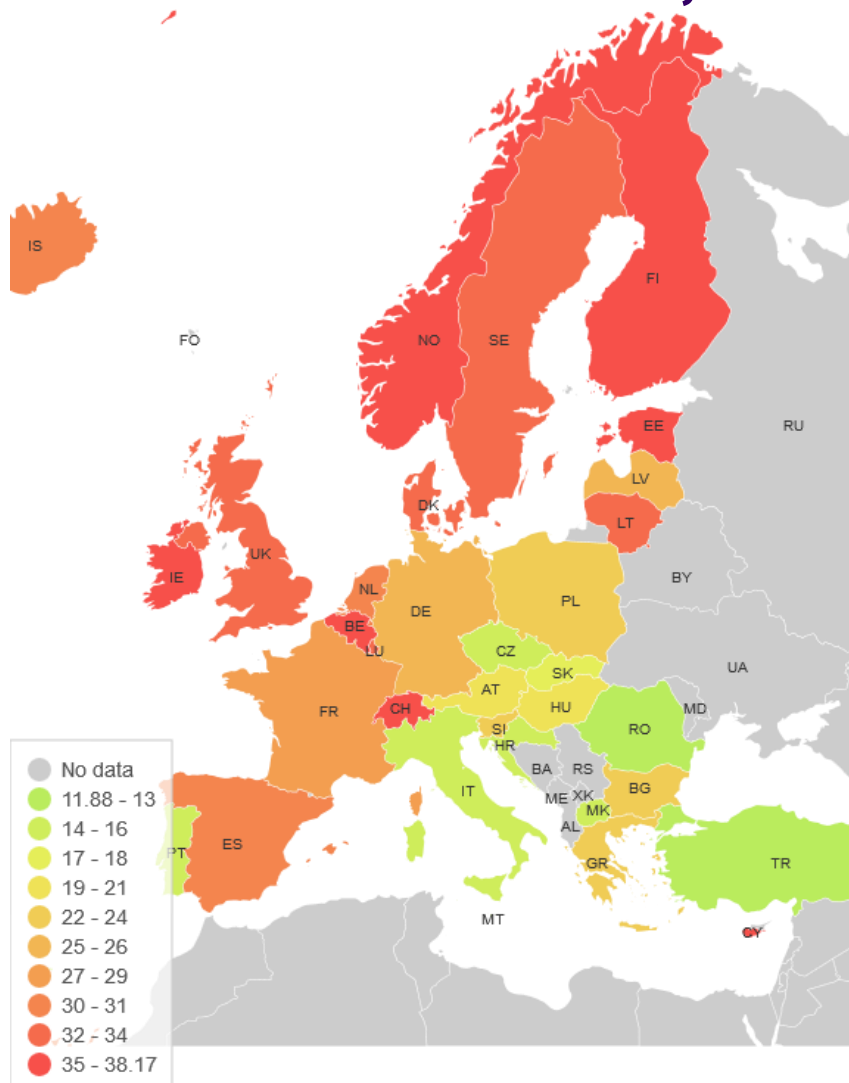 IS
FI
FO
NO
SE
EE
RU
LV
DK
LT
UK
IE
NL
BY
DE
PL
BE
LU
CZ
UA
SK
AT
CH
FR
HU
MD
SI
RO
HR
BA
RS
IT
XK
BG
ME
MK
AL
PT
ES
GR
TR
MT
CY
No data
11.88 - 13
14 - 16
17 - 18
19 - 21
22 - 24
25 - 26
27 - 29
30 - 31
32 - 34
35 - 38.17